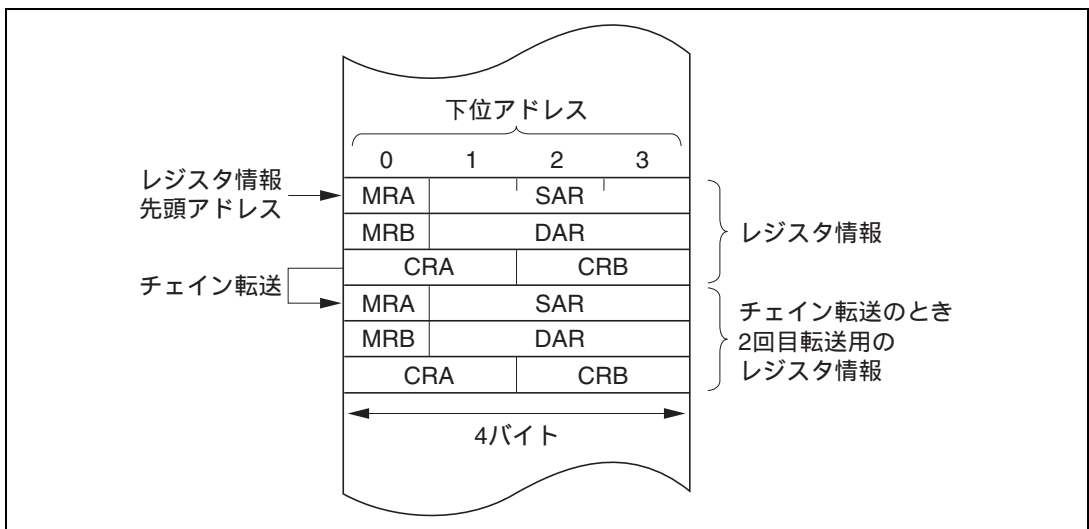 下位アドレス
0 1 2 3
レジスタ情報
先頭アドレス
MRA SAR
MRB DAR
レジスタ情報
CRA CRB
チェイン転送
MRA SAR
MRB DAR
CRA CRB
チェイン転送のとき
2回目転送用の
レジスタ情報
4バイト